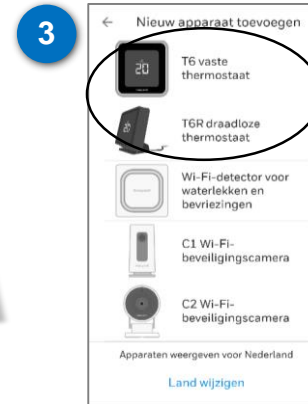 3
← Nieuw apparaat toevoegen
20
T6 vaste
thermostaat
T6R draadloze
thermostaat
Wi-Fi-detector voor
waterlekken en
bevriezingen
C1 Wi-Fi-
beveiligingscamera
C2 Wi-Fi-
beveiligingscamera
Apparaten weergeven voor Nederland
Land wijzigen